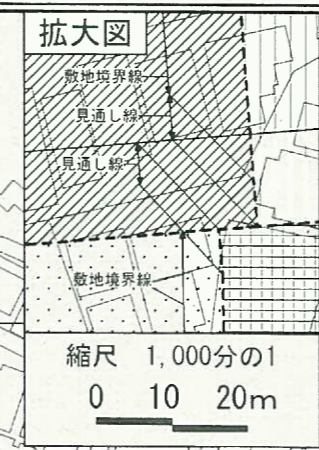 拡大図
敷地境界線
見通し線
見通し線
敷地境界線
縮尺 1,000分の1
0 10 20m